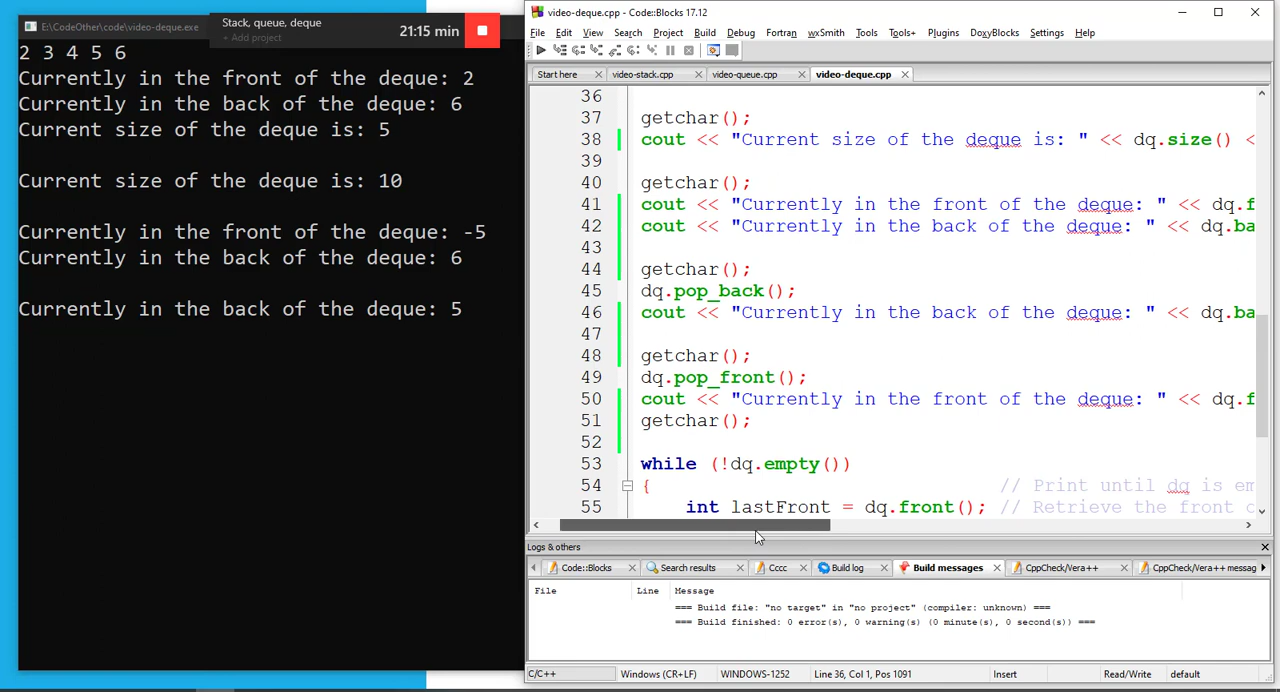 E:\CodeOther\code\video-deque.exe
Stack, queue, deque
+ Add project
21:15 min
2 3 4 5 6
Currently in the front of the deque: 2
Currently in the back of the deque: 6
Current size of the deque is: 5
Current size of the deque is: 10
Currently in the front of the deque: -5
Currently in the back of the deque: 6
Currently in the back of the deque: 5
video-deque.cpp - Code::Blocks 17.12
File Edit View Search Project Build Debug Fortran wxSmith Tools Tools+ Plugins DoxyBlocks Settings Help
Start here video-stack.cpp video-queue.cpp video-deque.cpp
36
37 getchar();
38 cout << "Current size of the deque is: " << dq.size() <
39
40 getchar();
41 cout << "Currently in the front of the deque: " << dq.f
42 cout << "Currently in the back of the deque: " << dq.ba
43
44 getchar();
45 dq.pop_back();
46 cout << "Currently in the back of the deque: " << dq.ba
47
48 getchar();
49 dq.pop_front();
50 cout << "Currently in the front of the deque: " << dq.f
51 getchar();
52
53 while (!dq.empty())
54 { // Print until dq is em
55 int lastFront = dq.front(); // Retrieve the front
Logs & others
Code::Blocks Search results Cccc Build log Build messages CppCheck/Vera++ CppCheck/Vera++ messag
File Line Message
=== Build file: "no target" in "no project" (compiler: unknown) ===
=== Build finished: 0 error(s), 0 warning(s) (0 minute(s), 0 second(s)) ===
C/C++ Windows (CR+LF) WINDOWS-1252 Line 36, Col 1, Pos 1091 Insert Read/Write default